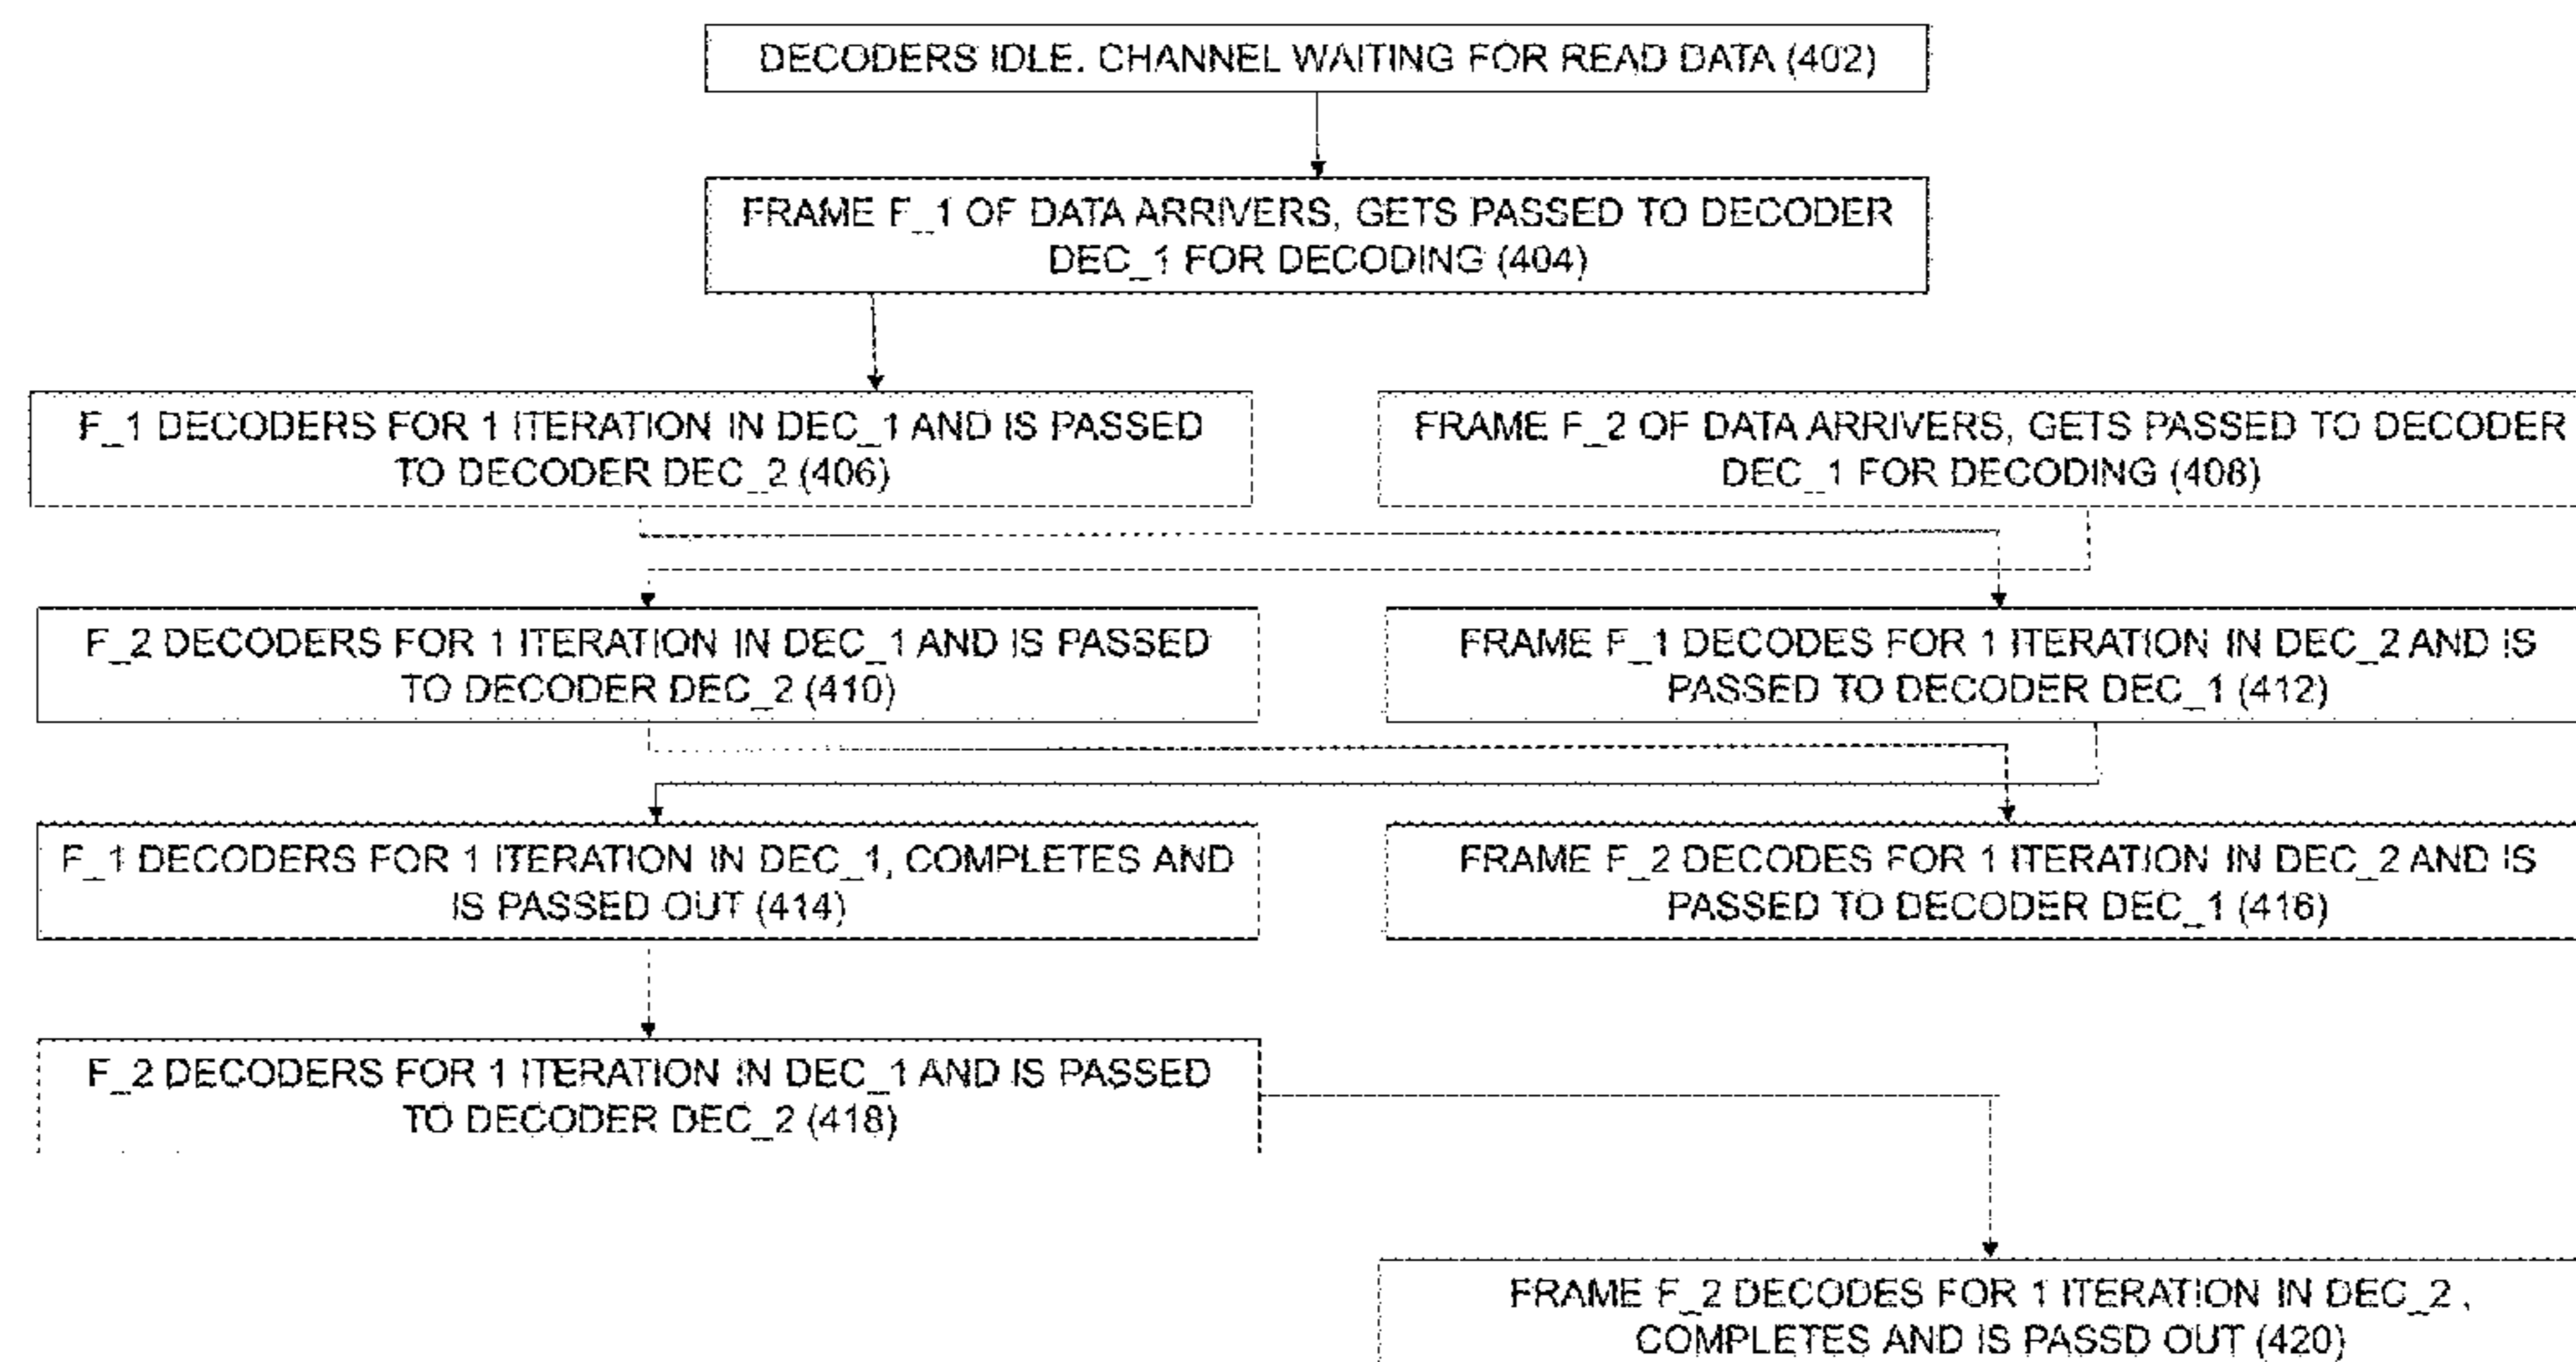 DECODERS IDLE. CHANNEL WAITING FOR READ DATA (402)
FRAME F_1 OF DATA ARRIVERS, GETS PASSED TO DECODER
DEC_1 FOR DECODING (404)
F_1 DECODERS FOR 1 ITERATION IN DEC_1 AND IS PASSED
TO DECODER DEC_2 (406)
FRAME F_2 OF DATA ARRIVERS, GETS PASSED TO DECODER
DEC_1 FOR DECODING (408)
F_2 DECODERS FOR 1 ITERATION IN DEC_1 AND IS PASSED
TO DECODER DEC_2 (410)
FRAME F_1 DECODES FOR 1 ITERATION IN DEC_2 AND IS
PASSED TO DECODER DEC_1 (412)
F_1 DECODERS FOR 1 ITERATION IN DEC_1, COMPLETES AND
IS PASSED OUT (414)
FRAME F_2 DECODES FOR 1 ITERATION IN DEC_2 AND IS
PASSED TO DECODER DEC_1 (416)
F_2 DECODERS FOR 1 ITERATION IN DEC_1 AND IS PASSED
TO DECODER DEC_2 (418)
FRAME F_2 DECODES FOR 1 ITERATION IN DEC_2 ,
COMPLETES AND IS PASSD OUT (420)